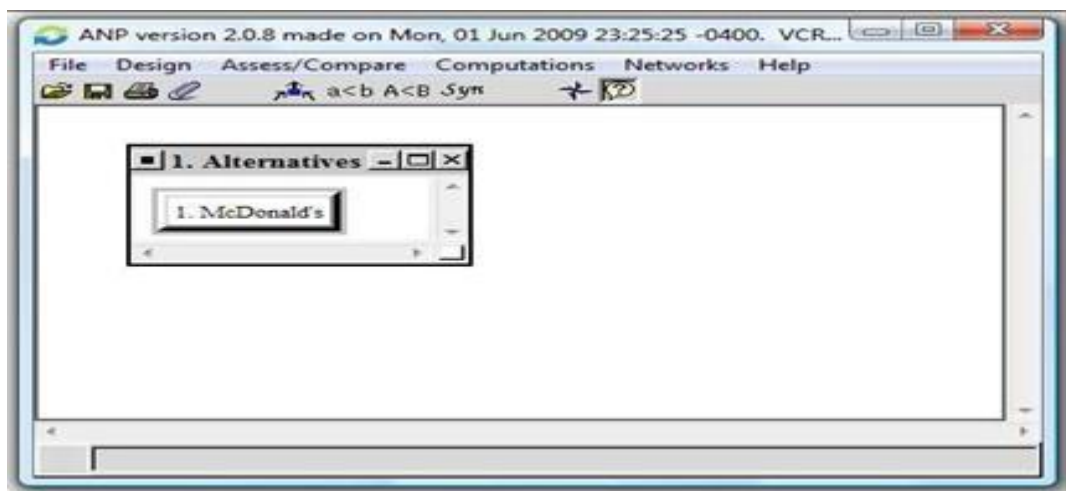 ANP version 2.0.8 made on Mon, 01 Jun 2009 23:25:25 -0400. VCR...
File Design Assess/Compare Computations Networks Help
a<b A<B Syn
1. Alternatives
1. McDonald's